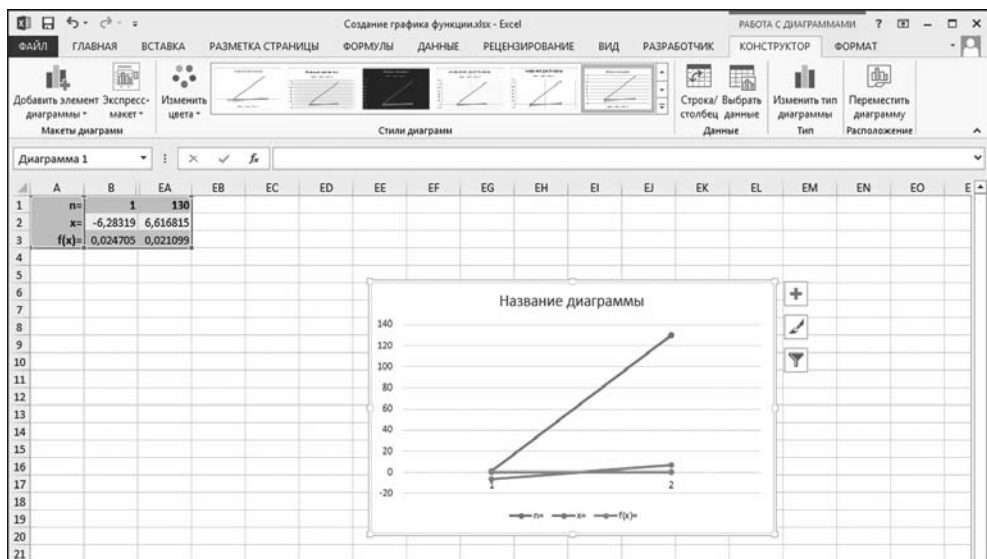 Создание графика функции.xlsx - Excel
РАБОТА С ДИАГРАММАМИ
?
ФАЙЛ ГЛАВНАЯ ВСТАВКА РАЗМЕТКА СТРАНИЦЫ ФОРМУЛЫ ДАННЫЕ РЕЦЕНЗИРОВАНИЕ ВИД РАЗРАБОТЧИК КОНСТРУКТОР ФОРМАТ
Добавить элемент диаграммы
Экспресс-макет
Изменить цвета
Строка/столбец
Выбрать данные
Изменить тип диаграммы
Переместить диаграмму
Макеты диаграмм Стили диаграмм Данные Тип Расположение
Диаграмма 1 fx
A B EA EB EC ED EE EF EG EH EI EJ EK EL EM EN EO E
1 n= 1 130
2 x= -6,28319 6,616815
3 f(x)= 0,024705 0,021099
4
5
6
7
8
9
10
11
12
13
14
15
16
17
18
19
20
21
Название диаграммы
140
120
100
80
60
40
20
0
-20
1 2
n= x= f(x)=